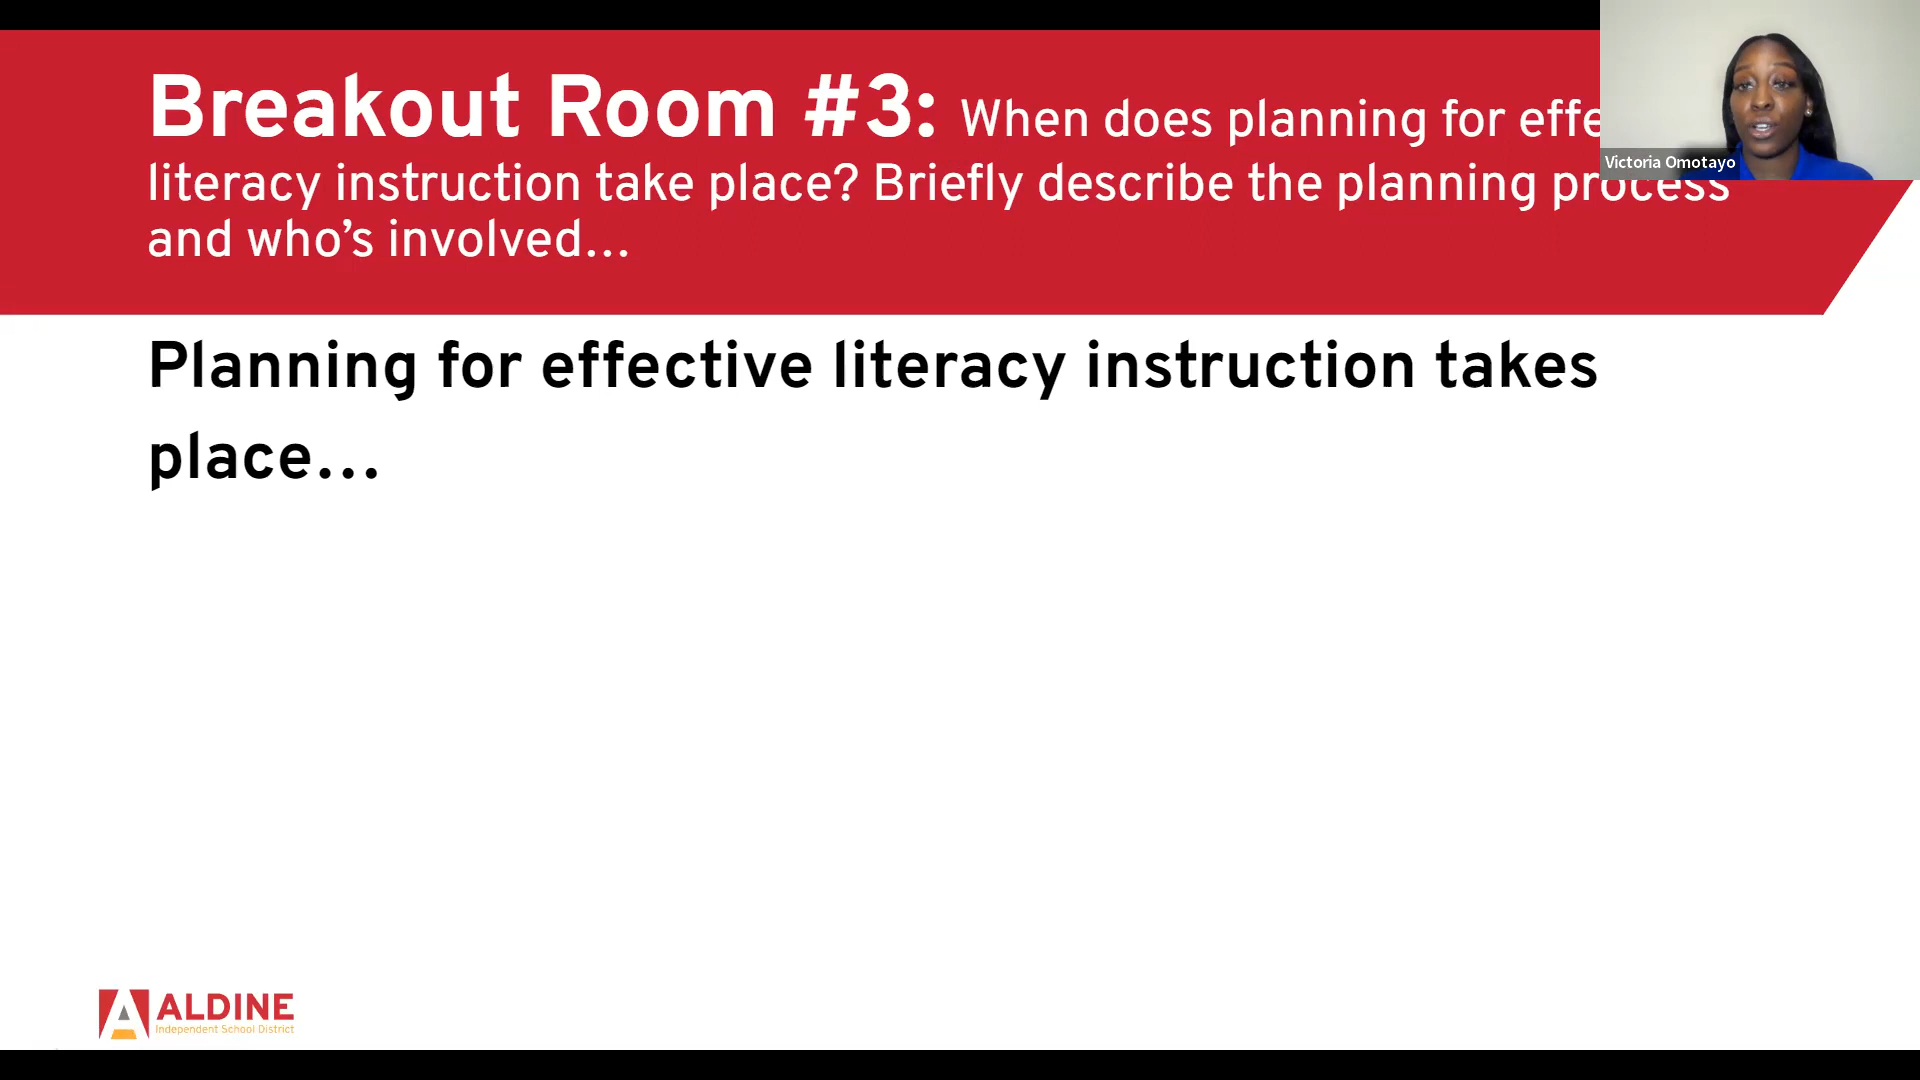 Breakout Room #3: When does planning for effe
literacy instruction take place? Briefly describe the planning process
and who's involved...
Victoria Omotayo
Planning for effective literacy instruction takes
place...
ALDINE
Independent School District